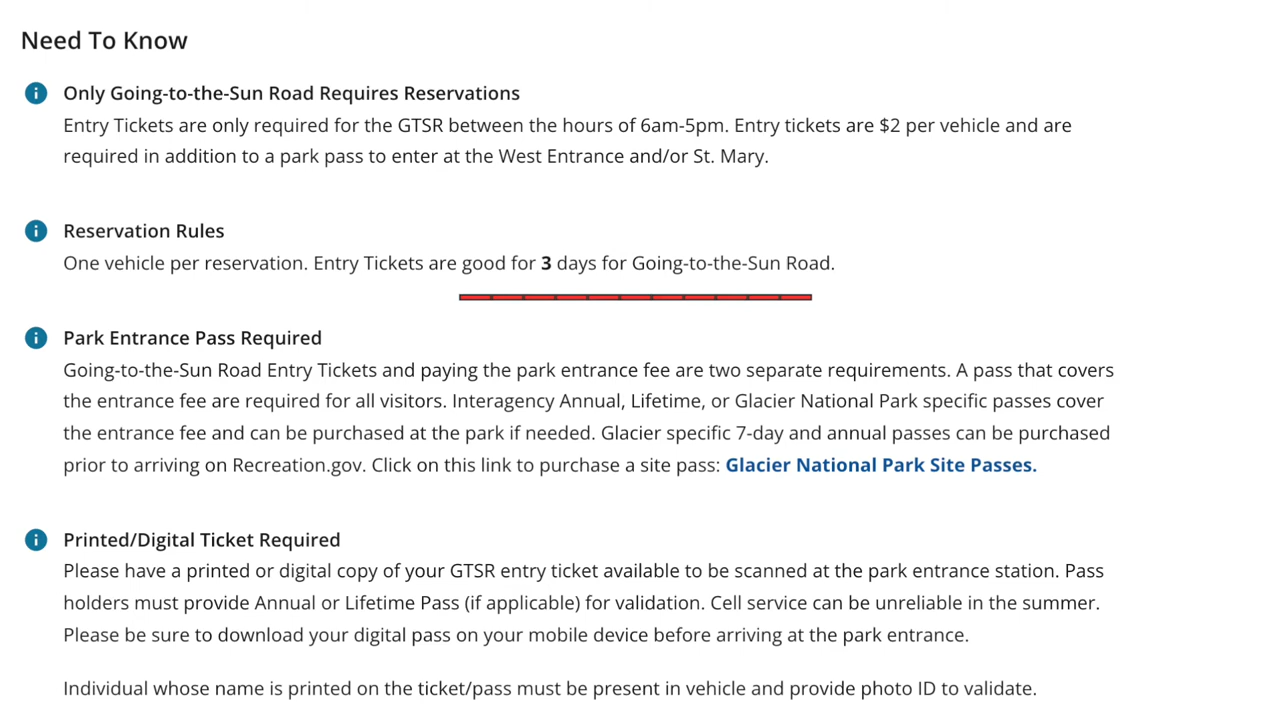 Need To Know
Only Going-to-the-Sun Road Requires Reservations
Entry Tickets are only required for the GTSR between the hours of 6am-5pm. Entry tickets are $2 per vehicle and are
required in addition to a park pass to enter at the West Entrance and/or St. Mary.
Reservation Rules
One vehicle per reservation. Entry Tickets are good for 3 days for Going-to-the-Sun Road.
Park Entrance Pass Required
Going-to-the-Sun Road Entry Tickets and paying the park entrance fee are two separate requirements. A pass that covers
the entrance fee are required for all visitors. Interagency Annual, Lifetime, or Glacier National Park specific passes cover
the entrance fee and can be purchased at the park if needed. Glacier specific 7-day and annual passes can be purchased
prior to arriving on Recreation.gov. Click on this link to purchase a site pass: Glacier National Park Site Passes.
Printed/Digital Ticket Required
Please have a printed or digital copy of your GTSR entry ticket available to be scanned at the park entrance station. Pass
holders must provide Annual or Lifetime Pass (if applicable) for validation. Cell service can be unreliable in the summer.
Please be sure to download your digital pass on your mobile device before arriving at the park entrance.
Individual whose name is printed on the ticket/pass must be present in vehicle and provide photo ID to validate.